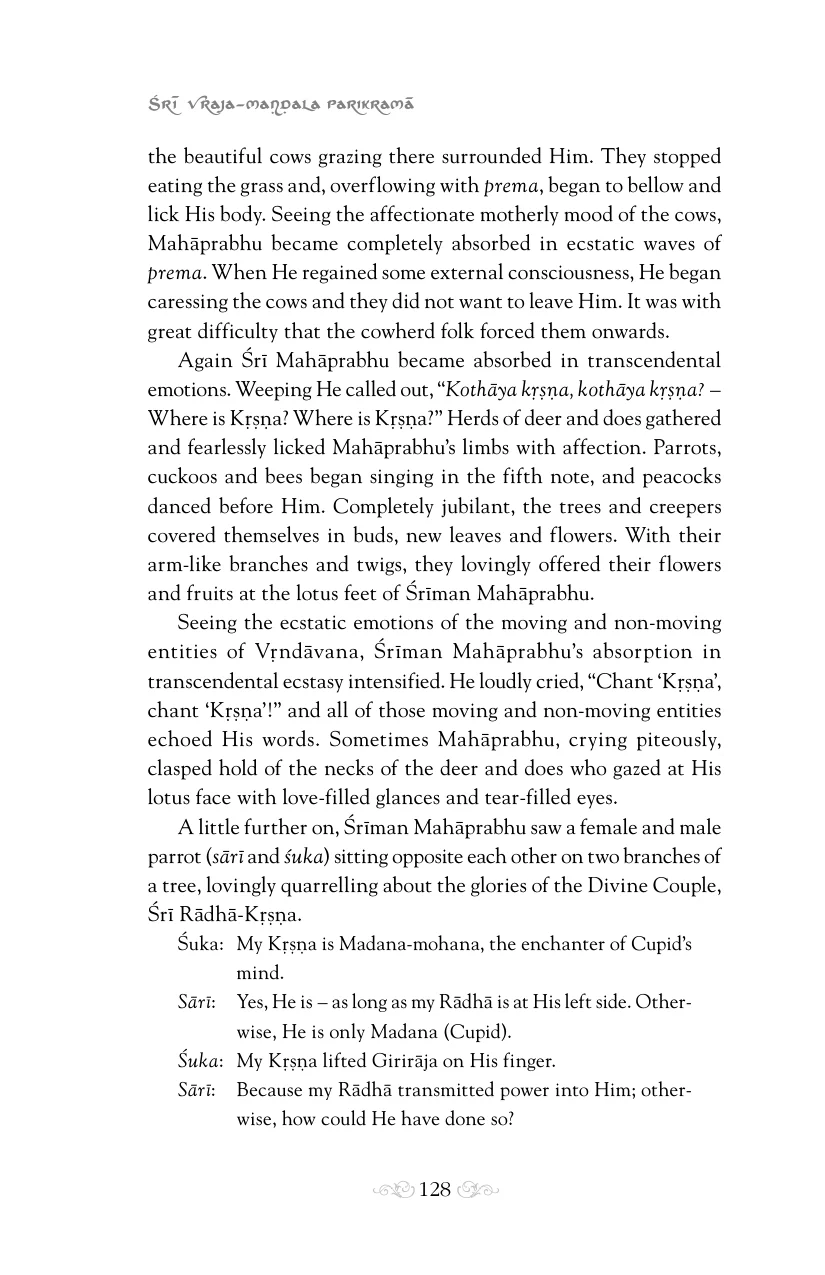 Śrī Vraja-maṇḍala Parikramā
the beautiful cows grazing there surrounded Him. They stopped
eating the grass and, overflowing with prema, began to bellow and
lick His body. Seeing the affectionate motherly mood of the cows,
Mahāprabhu became completely absorbed in ecstatic waves of
prema. When He regained some external consciousness, He began
caressing the cows and they did not want to leave Him. It was with
great difficulty that the cowherd folk forced them onwards.
Again Śrī Mahāprabhu became absorbed in transcendental
emotions. Weeping He called out, “Kothāya kṛṣṇa, kothāya kṛṣṇa? –
Where is Kṛṣṇa? Where is Kṛṣṇa?” Herds of deer and does gathered
and fearlessly licked Mahāprabhu’s limbs with affection. Parrots,
cuckoos and bees began singing in the fifth note, and peacocks
danced before Him. Completely jubilant, the trees and creepers
covered themselves in buds, new leaves and flowers. With their
arm-like branches and twigs, they lovingly offered their flowers
and fruits at the lotus feet of Śrīman Mahāprabhu.
Seeing the ecstatic emotions of the moving and non-moving
entities of Vṛndāvana, Śrīman Mahāprabhu’s absorption in
transcendental ecstasy intensified. He loudly cried, “Chant ‘Kṛṣṇa’,
chant ‘Kṛṣṇa’!” and all of those moving and non-moving entities
echoed His words. Sometimes Mahāprabhu, crying piteously,
clasped hold of the necks of the deer and does who gazed at His
lotus face with love-filled glances and tear-filled eyes.
A little further on, Śrīman Mahāprabhu saw a female and male
parrot (sārī and śuka) sitting opposite each other on two branches of
a tree, lovingly quarrelling about the glories of the Divine Couple,
Śrī Rādhā-Kṛṣṇa.
Śuka: My Kṛṣṇa is Madana-mohana, the enchanter of Cupid’s
mind.
Sārī: Yes, He is – as long as my Rādhā is at His left side. Other-
wise, He is only Madana (Cupid).
Śuka: My Kṛṣṇa lifted Girirāja on His finger.
Sārī: Because my Rādhā transmitted power into Him; other-
wise, how could He have done so?
128